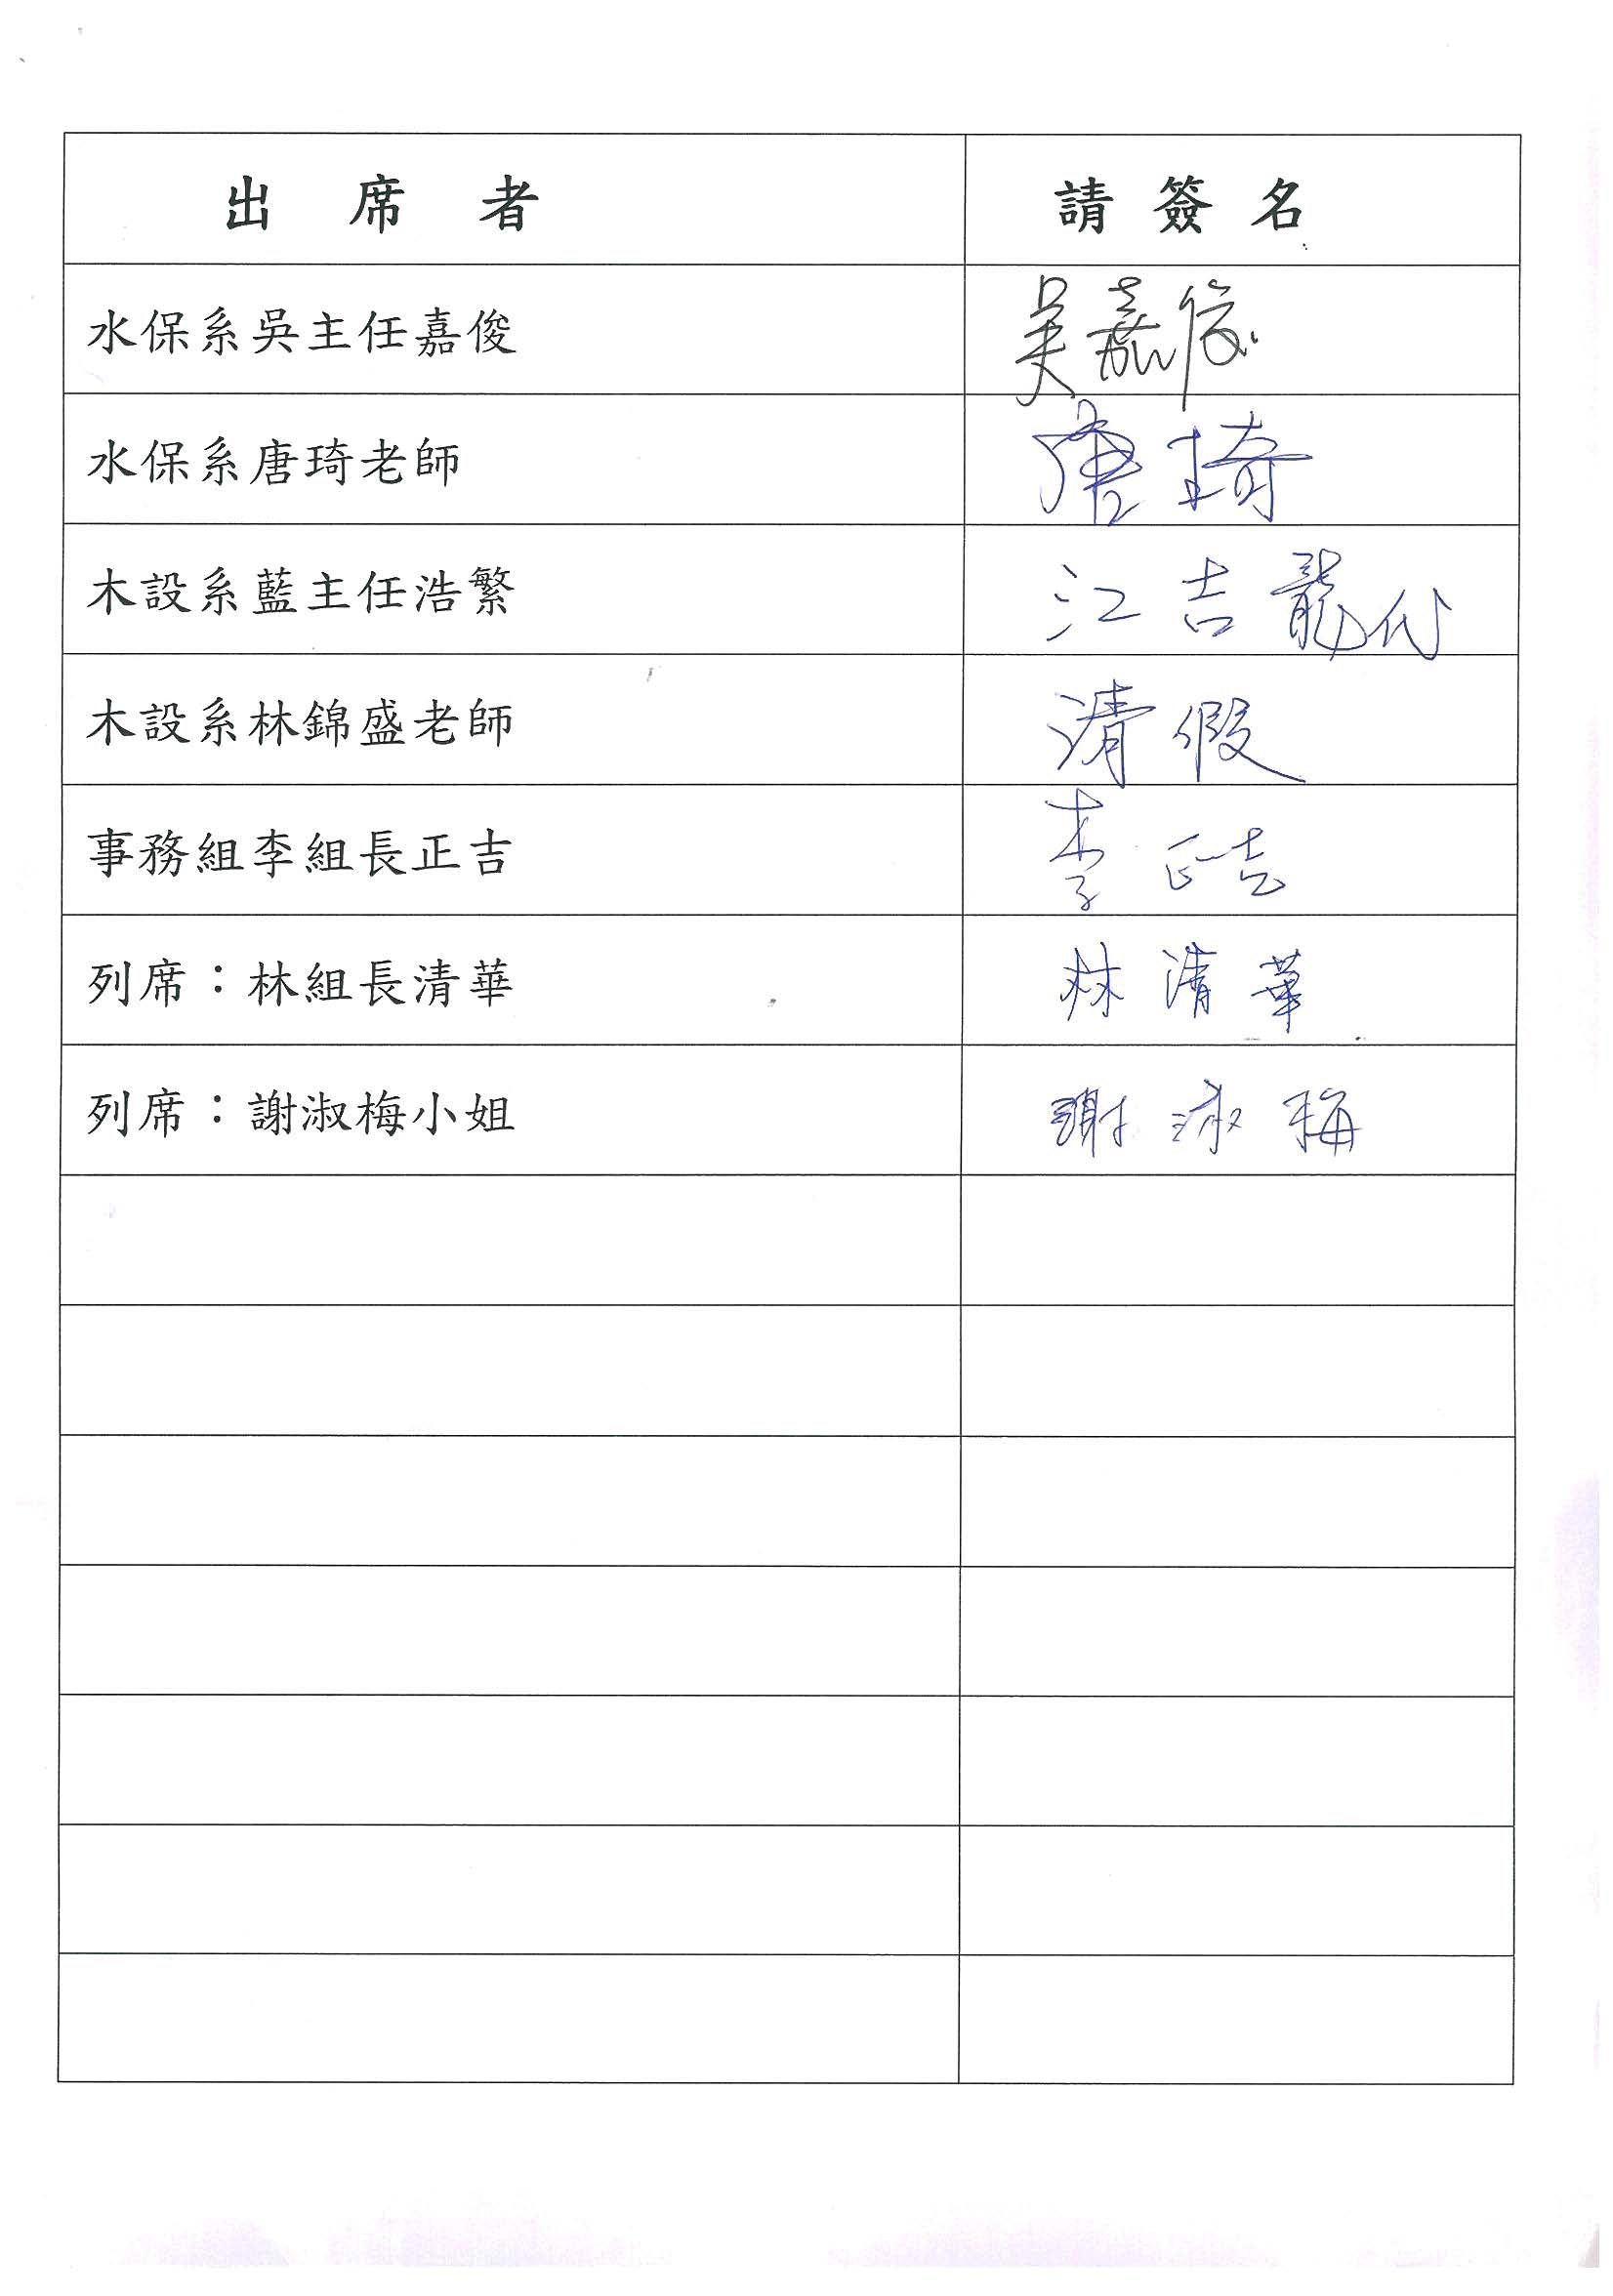 出席者 請簽名
水保系吳主任嘉俊 吳嘉俊
水保系唐琦老師 唐琦
木設系藍主任浩繁 江吉龍代
木設系林錦盛老師 請假
事務組李組長正吉 李正吉
列席：林組長清華 林清華
列席：謝淑梅小姐 謝淑梅